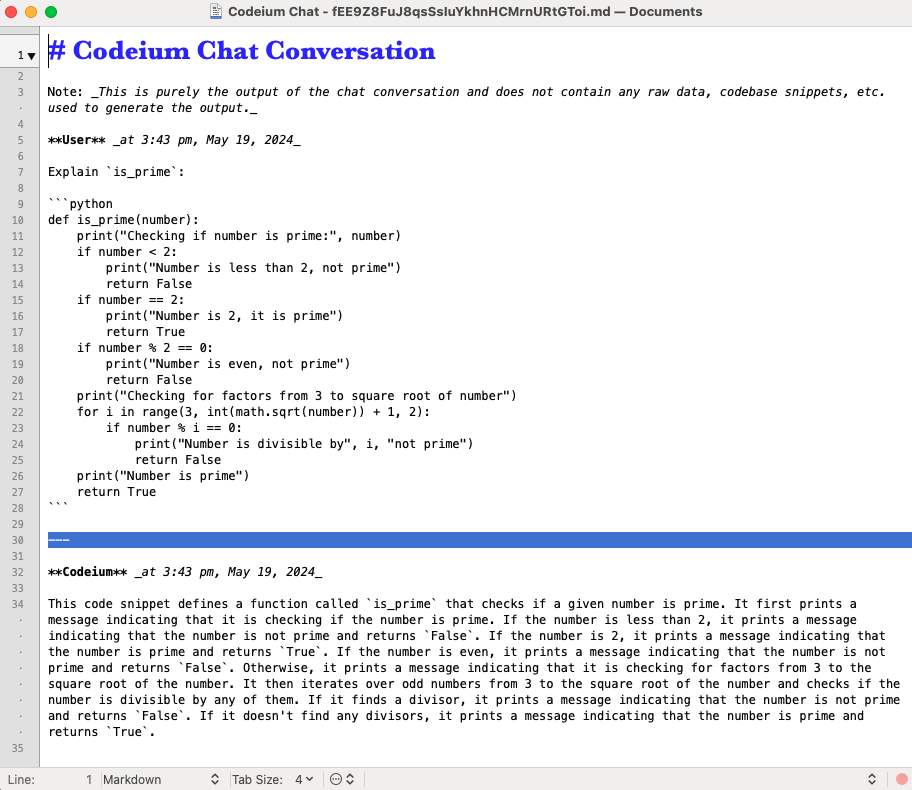 Codeium Chat - fEE9Z8FuJ8qsSsIuYkhnHCMrnURtGToi.md — Documents
1 # Codeium Chat Conversation
2
3 Note: _This is purely the output of the chat conversation and does not contain any raw data, codebase snippets, etc.
· used to generate the output._
4
5 **User** _at 3:43 pm, May 19, 2024_
6
7 Explain `is_prime`:
8
9 ```python
10 def is_prime(number):
11     print("Checking if number is prime:", number)
12     if number < 2:
13         print("Number is less than 2, not prime")
14         return False
15     if number == 2:
16         print("Number is 2, it is prime")
17         return True
18     if number % 2 == 0:
19         print("Number is even, not prime")
20         return False
21     print("Checking for factors from 3 to square root of number")
22     for i in range(3, int(math.sqrt(number)) + 1, 2):
23         if number % i == 0:
24             print("Number is divisible by", i, "not prime")
25             return False
26     print("Number is prime")
27     return True
28 ```
29
30 ---
31
32 **Codeium** _at 3:43 pm, May 19, 2024_
33
34 This code snippet defines a function called `is_prime` that checks if a given number is prime. It first prints a
· message indicating that it is checking if the number is prime. If the number is less than 2, it prints a message
· indicating that the number is not prime and returns `False`. If the number is 2, it prints a message indicating that
· the number is prime and returns `True`. If the number is even, it prints a message indicating that the number is not
· prime and returns `False`. Otherwise, it prints a message indicating that it is checking for factors from 3 to the
· square root of the number. It then iterates over odd numbers from 3 to the square root of the number and checks if the
· number is divisible by any of them. If it finds a divisor, it prints a message indicating that the number is not prime
· and returns `False`. If it doesn't find any divisors, it prints a message indicating that the number is prime and
· returns `True`.
35
Line: 1 Markdown Tab Size: 4